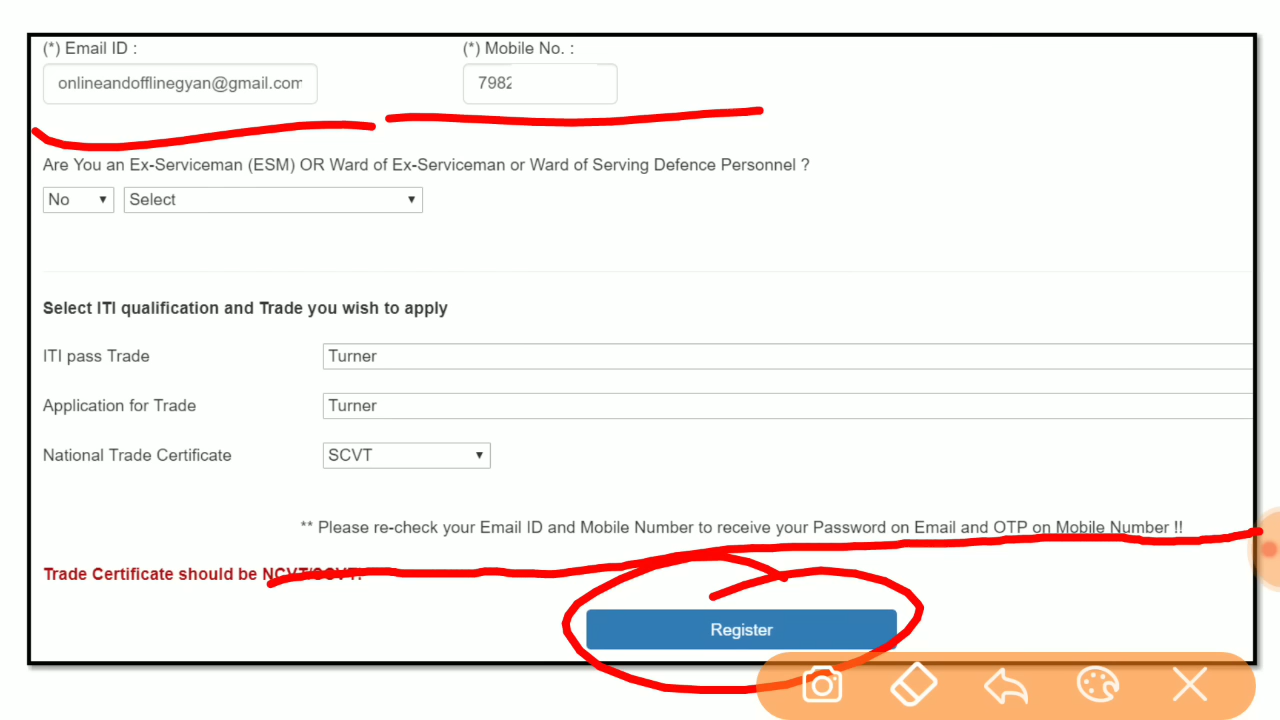 (*) Email ID : (*) Mobile No. :
onlineandofflinegyan@gmail.com 7982
Are You an Ex-Serviceman (ESM) OR Ward of Ex-Serviceman or Ward of Serving Defence Personnel ?
No Select
Select ITI qualification and Trade you wish to apply
ITI pass Trade Turner
Application for Trade Turner
National Trade Certificate SCVT
** Please re-check your Email ID and Mobile Number to receive your Password on Email and OTP on Mobile Number !!
Trade Certificate should be NCVT/SCVT.
Register